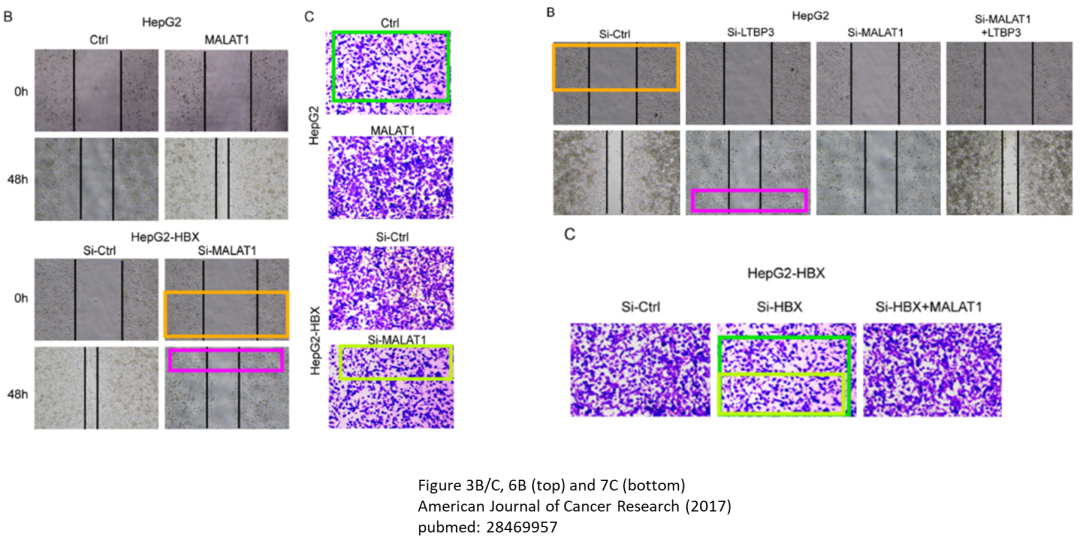 B
HepG2
Ctrl
MALAT1
0h
48h
HepG2-HBX
Si-Ctrl
Si-MALAT1
0h
48h
C
Ctrl
HepG2
MALAT1
Si-Ctrl
HepG2-HBX
Si-MALAT1
B
HepG2
Si-Ctrl
Si-LTBP3
Si-MALAT1
Si-MALAT1
+LTBP3
C
HepG2-HBX
Si-Ctrl
Si-HBX
Si-HBX+MALAT1
Figure 3B/C, 6B (top) and 7C (bottom)
American Journal of Cancer Research (2017)
pubmed: 28469957